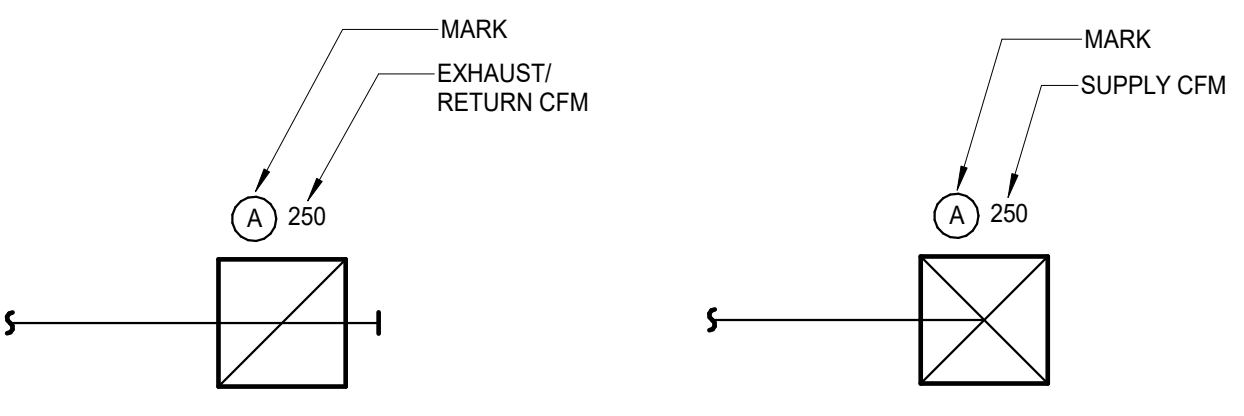 MARK
EXHAUST/
RETURN CFM
A 250
MARK
SUPPLY CFM
A 250